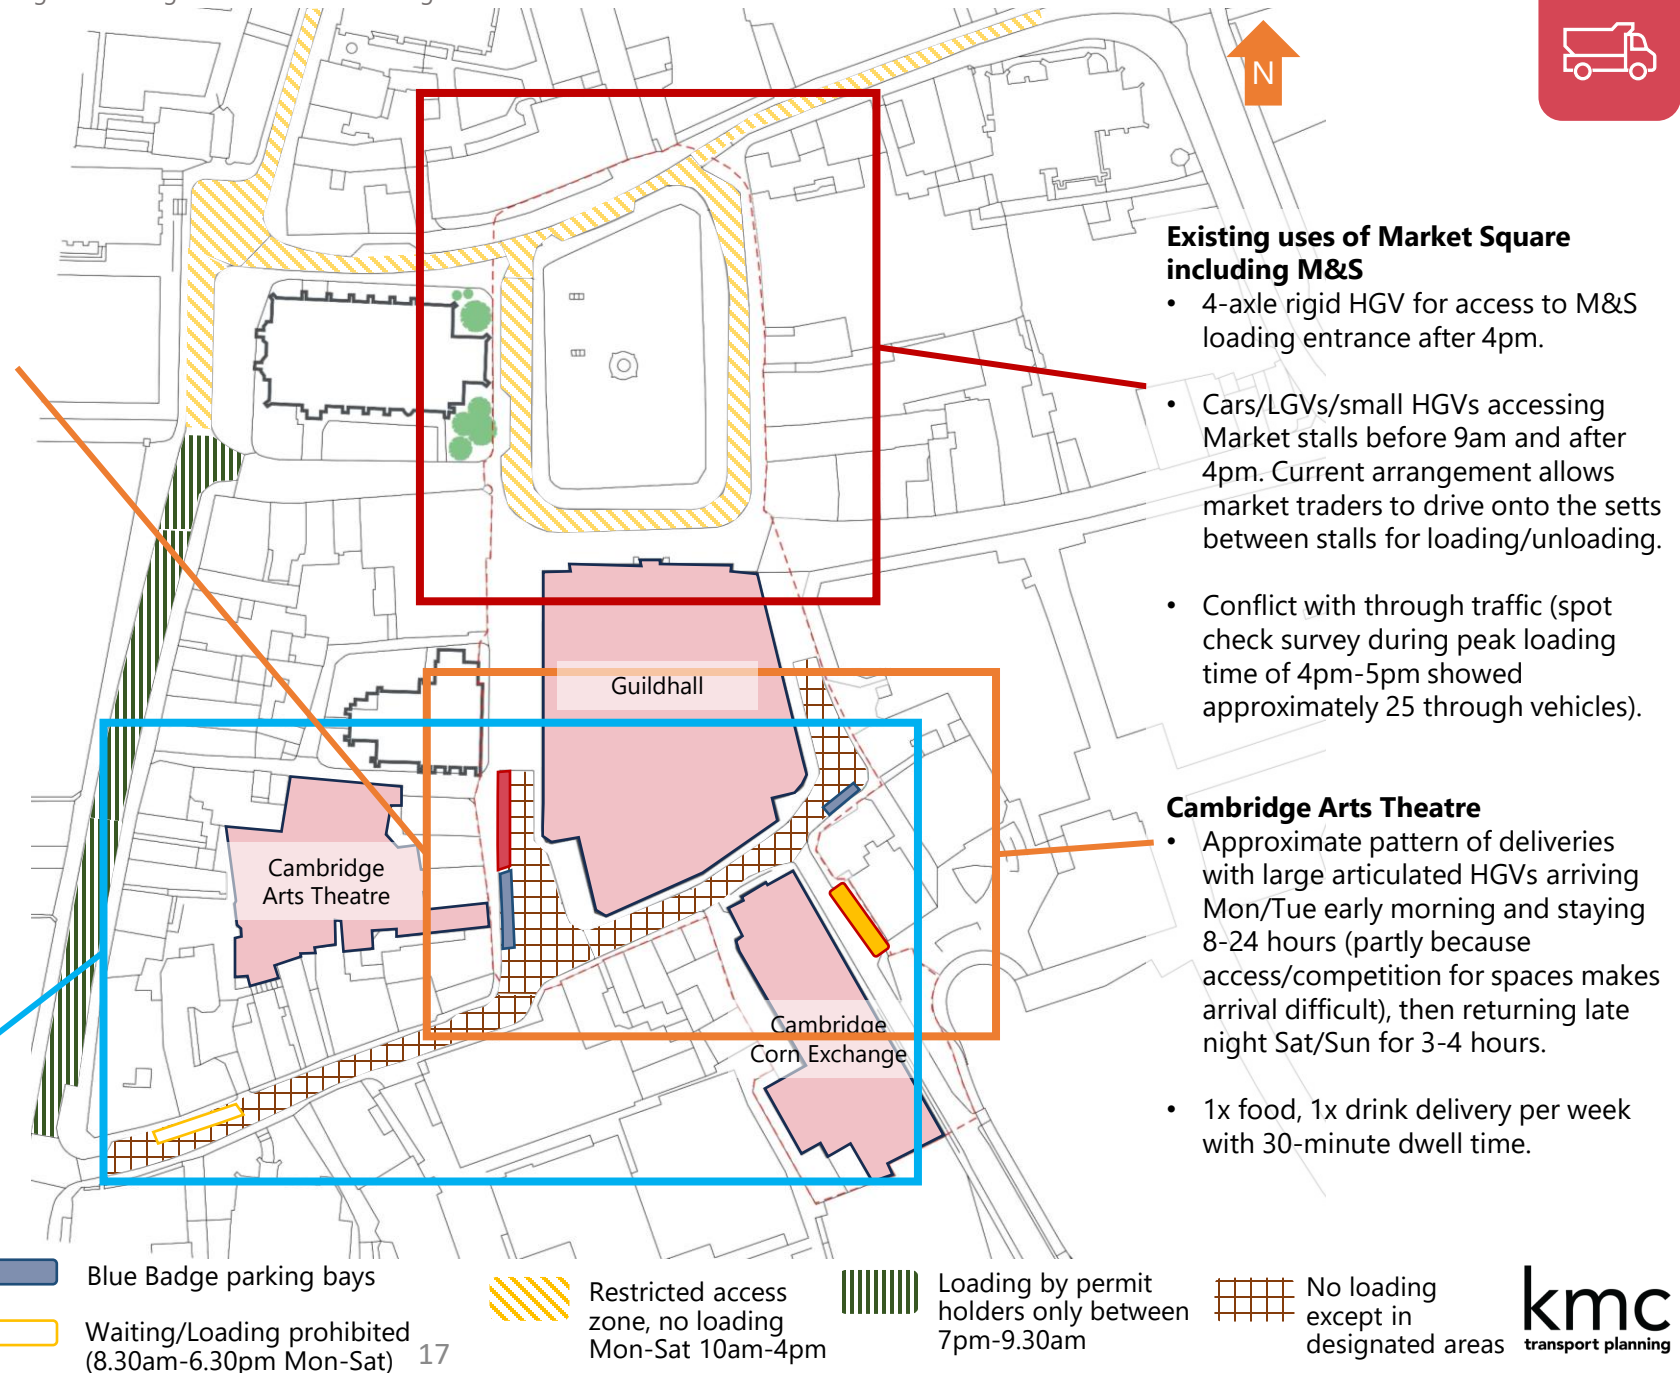 N
Existing uses of Market Square
including M&S
• 4-axle rigid HGV for access to M&S
loading entrance after 4pm.
• Cars/LGVs/small HGVs accessing
Market stalls before 9am and after
4pm. Current arrangement allows
market traders to drive onto the setts
between stalls for loading/unloading.
• Conflict with through traffic (spot
check survey during peak loading
time of 4pm-5pm showed
approximately 25 through vehicles).
Guildhall
Cambridge
Arts Theatre
Cambridge
Corn Exchange
Cambridge Arts Theatre
• Approximate pattern of deliveries
with large articulated HGVs arriving
Mon/Tue early morning and staying
8-24 hours (partly because
access/competition for spaces makes
arrival difficult), then returning late
night Sat/Sun for 3-4 hours.
• 1x food, 1x drink delivery per week
with 30-minute dwell time.
Blue Badge parking bays
Waiting/Loading prohibited
(8.30am-6.30pm Mon-Sat)
17
Restricted access
zone, no loading
Mon-Sat 10am-4pm
Loading by permit
holders only between
7pm-9.30am
No loading
except in
designated areas
kmc
transport planning